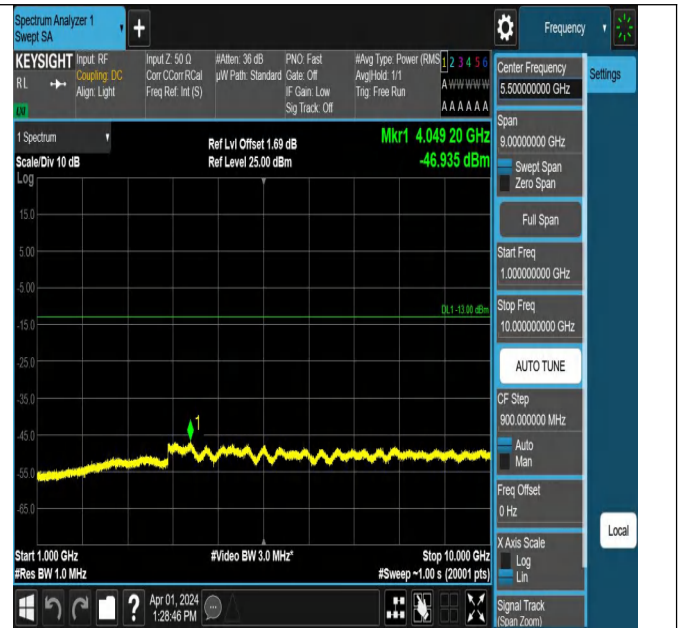 Spectrum Analyzer 1
Swept SA
+
Frequency
KEYSIGHT
RL
Input: RF
Coupling: DC
Align: Light
Input Z: 50 Ω
Corr CCorr RCal
Freq Ref: Int (S)
#Atten: 36 dB
µW Path: Standard
PNO: Fast
Gate: Off
IF Gain: Low
Sig Track: Off
#Avg Type: Power (RMS
Avg|Hold: 1/1
Trig: Free Run
1 2 3 4 5 6
A W W W W W
A A A A A A
1 Spectrum
Scale/Div 10 dB
Log
Ref Lvl Offset 1.69 dB
Ref Level 25.00 dBm
Mkr1 4.049 20 GHz
-46.935 dBm
15.0
5.00
-5.00
-15.0
-25.0
-35.0
-45.0
-55.0
-65.0
DL1 -13.00 dBm
1
Start 1.000 GHz
#Res BW 1.0 MHz
#Video BW 3.0 MHz*
Stop 10.000 GHz
#Sweep ~1.00 s (20001 pts)
Center Frequency
5.500000000 GHz
Settings
Span
9.00000000 GHz
Swept Span
Zero Span
Full Span
Start Freq
1.000000000 GHz
Stop Freq
10.000000000 GHz
AUTO TUNE
CF Step
900.000000 MHz
Auto
Man
Freq Offset
0 Hz
X Axis Scale
Log
Lin
Signal Track
(Span Zoom)
Local
?
Apr 01, 2024
1:28:46 PM